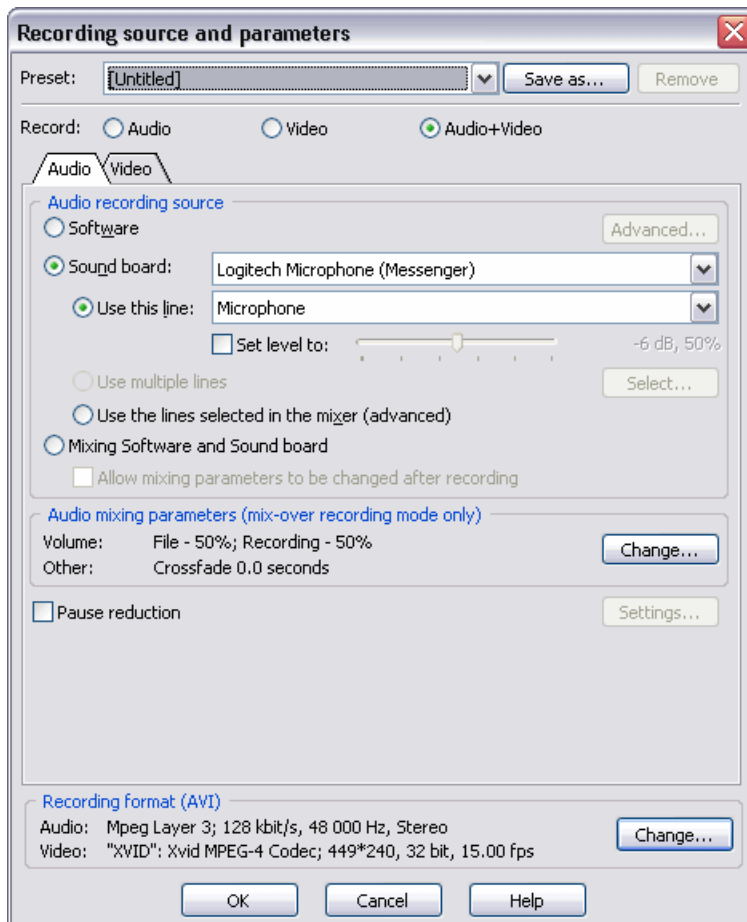 Recording source and parameters
Preset: [Untitled] Save as... Remove
Record: Audio Video Audio+Video
Audio Video
Audio recording source
Software Advanced...
Sound board: Logitech Microphone (Messenger)
Use this line: Microphone
Set level to: -6 dB, 50%
Use multiple lines Select...
Use the lines selected in the mixer (advanced)
Mixing Software and Sound board
Allow mixing parameters to be changed after recording
Audio mixing parameters (mix-over recording mode only)
Volume: File - 50%; Recording - 50%
Change...
Other: Crossfade 0.0 seconds
Pause reduction Settings...
Recording format (AVI)
Audio: Mpeg Layer 3; 128 kbit/s, 48 000 Hz, Stereo
Change...
Video: "XVID": Xvid MPEG-4 Codec; 449*240, 32 bit, 15.00 fps
OK Cancel Help